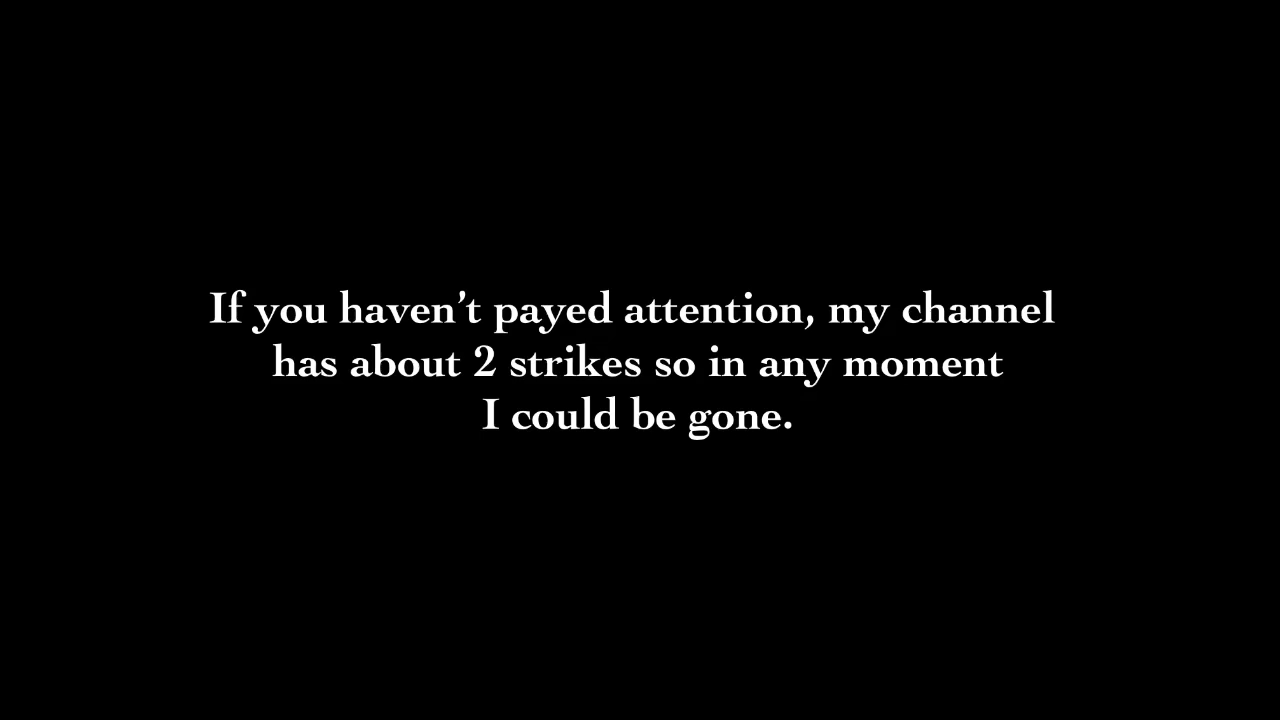 If you haven’t payed attention, my channel
has about 2 strikes so in any moment
I could be gone.